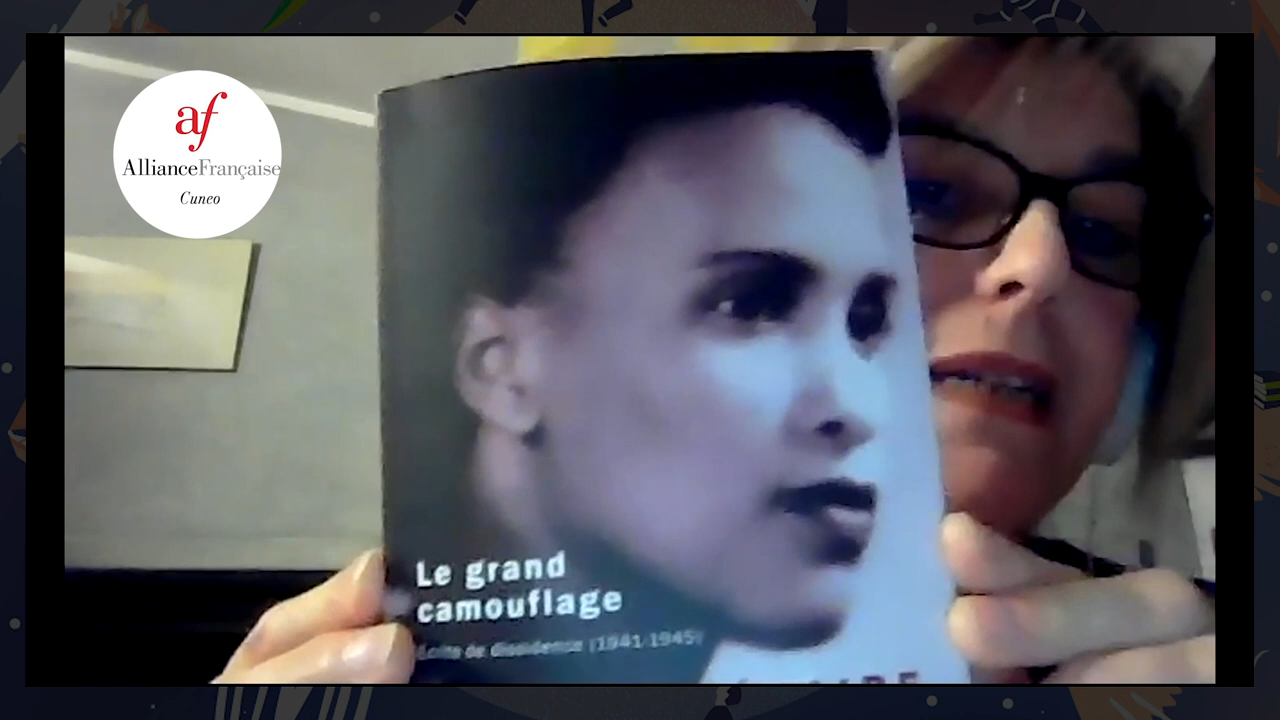 af
AllianceFrançaise
Cuneo
Le grand
camouflage
Écrits de dissidence (1941-1945)